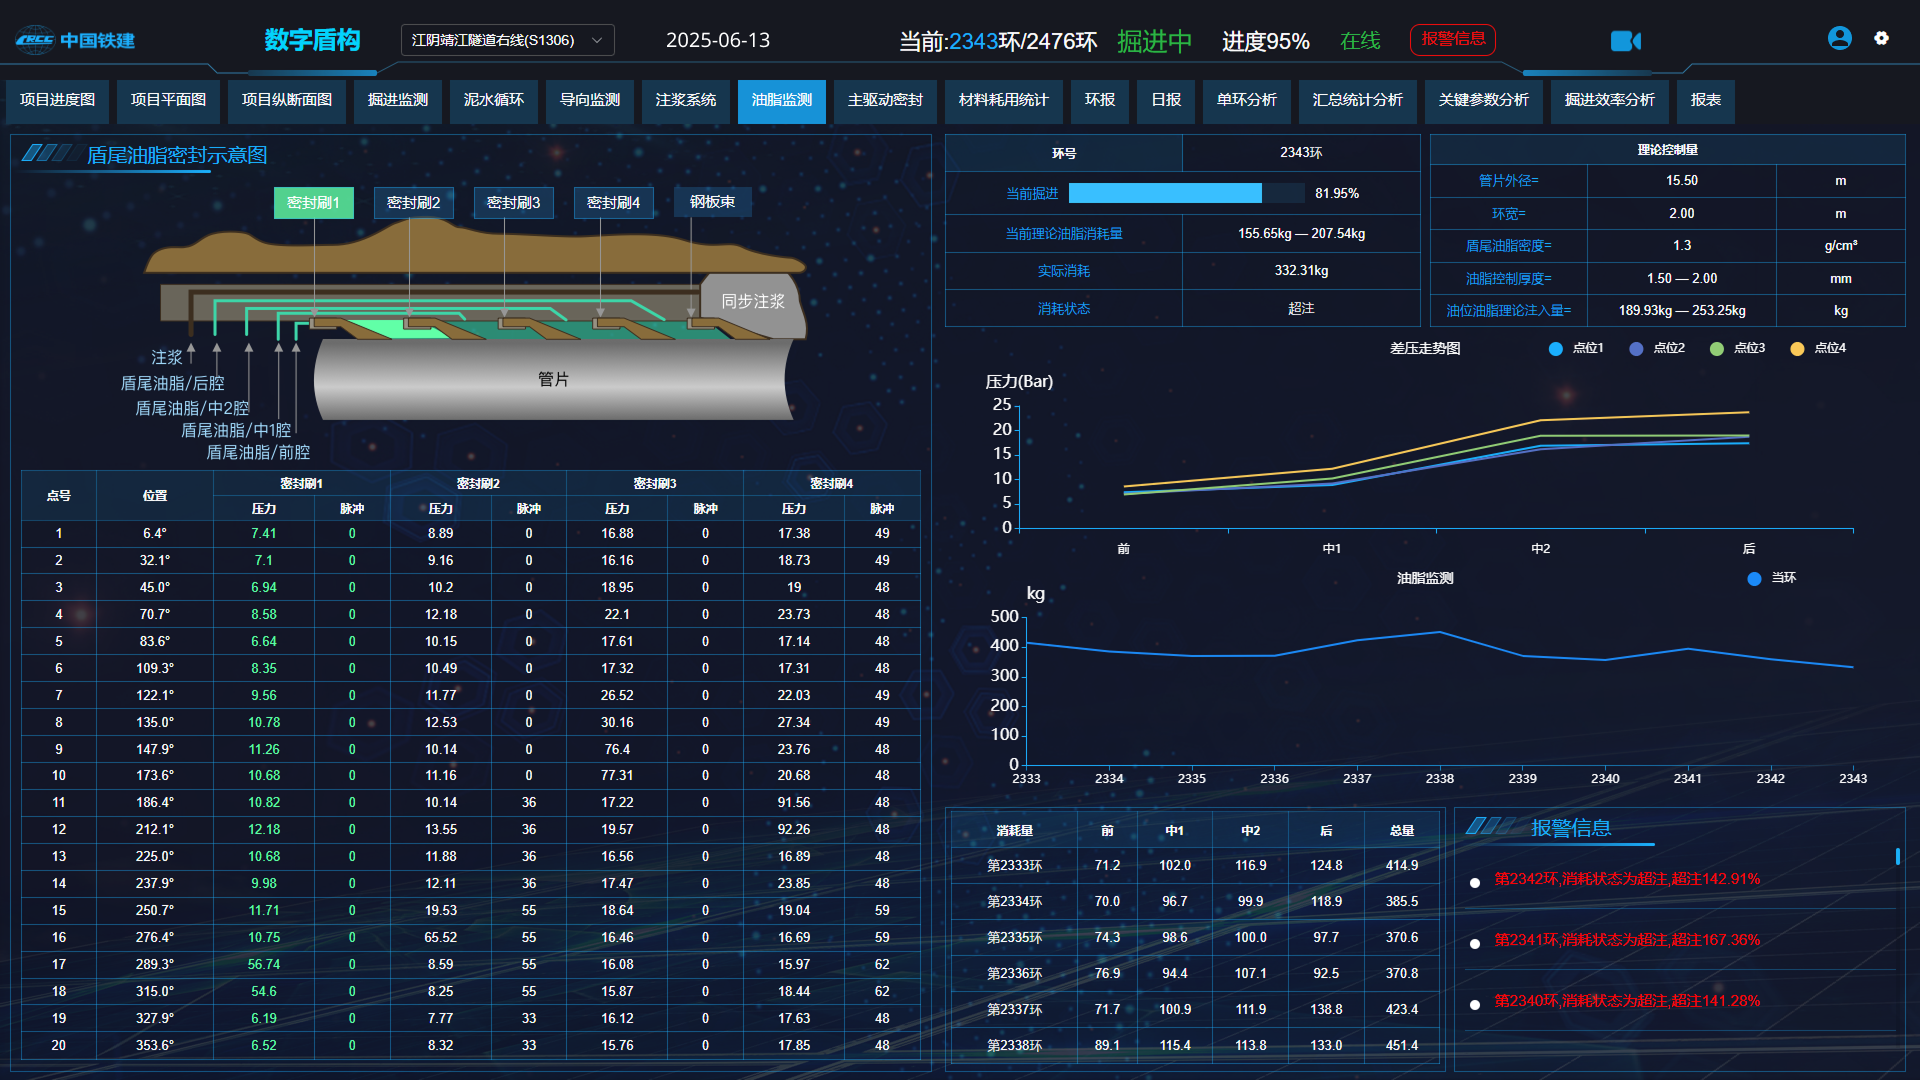 CRCC 中国铁建 数字盾构 江阴靖江隧道右线(S1306) 2025-06-13 当前:2343环/2476环 掘进中 进度95% 在线 报警信息
项目进度图 项目平面图 项目纵断面图 掘进监测 泥水循环 导向监测 注浆系统 油脂监测 主驱动密封 材料耗用统计 环报 日报 单环分析 汇总统计分析 关键参数分析 掘进效率分析 报表
盾尾油脂密封示意图
密封刷1 密封刷2 密封刷3 密封刷4 钢板束
同步注浆
管片
注浆
盾尾油脂/后腔
盾尾油脂/中2腔
盾尾油脂/中1腔
盾尾油脂/前腔
点号 位置 密封刷1 密封刷2 密封刷3 密封刷4
压力 脉冲 压力 脉冲 压力 脉冲 压力 脉冲
1 6.4° 7.41 0 8.89 0 16.88 0 17.38 49
2 32.1° 7.1 0 9.16 0 16.16 0 18.73 49
3 45.0° 6.94 0 10.2 0 18.95 0 19 48
4 70.7° 8.58 0 12.18 0 22.1 0 23.73 48
5 83.6° 6.64 0 10.15 0 17.61 0 17.14 48
6 109.3° 8.35 0 10.49 0 17.32 0 17.31 48
7 122.1° 9.56 0 11.77 0 26.52 0 22.03 49
8 135.0° 10.78 0 12.53 0 30.16 0 27.34 49
9 147.9° 11.26 0 10.14 0 76.4 0 23.76 48
10 173.6° 10.68 0 11.16 0 77.31 0 20.68 48
11 186.4° 10.82 0 10.14 36 17.22 0 91.56 48
12 212.1° 12.18 0 13.55 36 19.57 0 92.26 48
13 225.0° 10.68 0 11.88 36 16.56 0 16.89 48
14 237.9° 9.98 0 12.11 36 17.47 0 23.85 48
15 250.7° 11.71 0 19.53 55 18.64 0 19.04 59
16 276.4° 10.75 0 65.52 55 16.46 0 16.69 59
17 289.3° 56.74 0 8.59 55 16.08 0 15.97 62
18 315.0° 54.6 0 8.25 55 15.87 0 18.44 62
19 327.9° 6.19 0 7.77 33 16.12 0 17.63 48
20 353.6° 6.52 0 8.32 33 15.76 0 17.85 48
环号 2343环
当前掘进 81.95%
当前理论油脂消耗量 155.65kg — 207.54kg
实际消耗 332.31kg
消耗状态 超注
理论控制量
管片外径= 15.50 m
环宽= 2.00 m
盾尾油脂密度= 1.3 g/cm³
油脂控制厚度= 1.50 — 2.00 mm
油位油脂理论注入量= 189.93kg — 253.25kg kg
差压走势图 点位1 点位2 点位3 点位4
压力(Bar)
25
20
15
10
5
0
前 中1 中2 后
油脂监测 当环
kg
500
400
300
200
100
0
2333 2334 2335 2336 2337 2338 2339 2340 2341 2342 2343
消耗量 前 中1 中2 后 总量
第2333环 71.2 102.0 116.9 124.8 414.9
第2334环 70.0 96.7 99.9 118.9 385.5
第2335环 74.3 98.6 100.0 97.7 370.6
第2336环 76.9 94.4 107.1 92.5 370.8
第2337环 71.7 100.9 111.9 138.8 423.4
第2338环 89.1 115.4 113.8 133.0 451.4
报警信息
第2342环,消耗状态为超注,超注142.91%
第2341环,消耗状态为超注,超注167.36%
第2340环,消耗状态为超注,超注141.28%